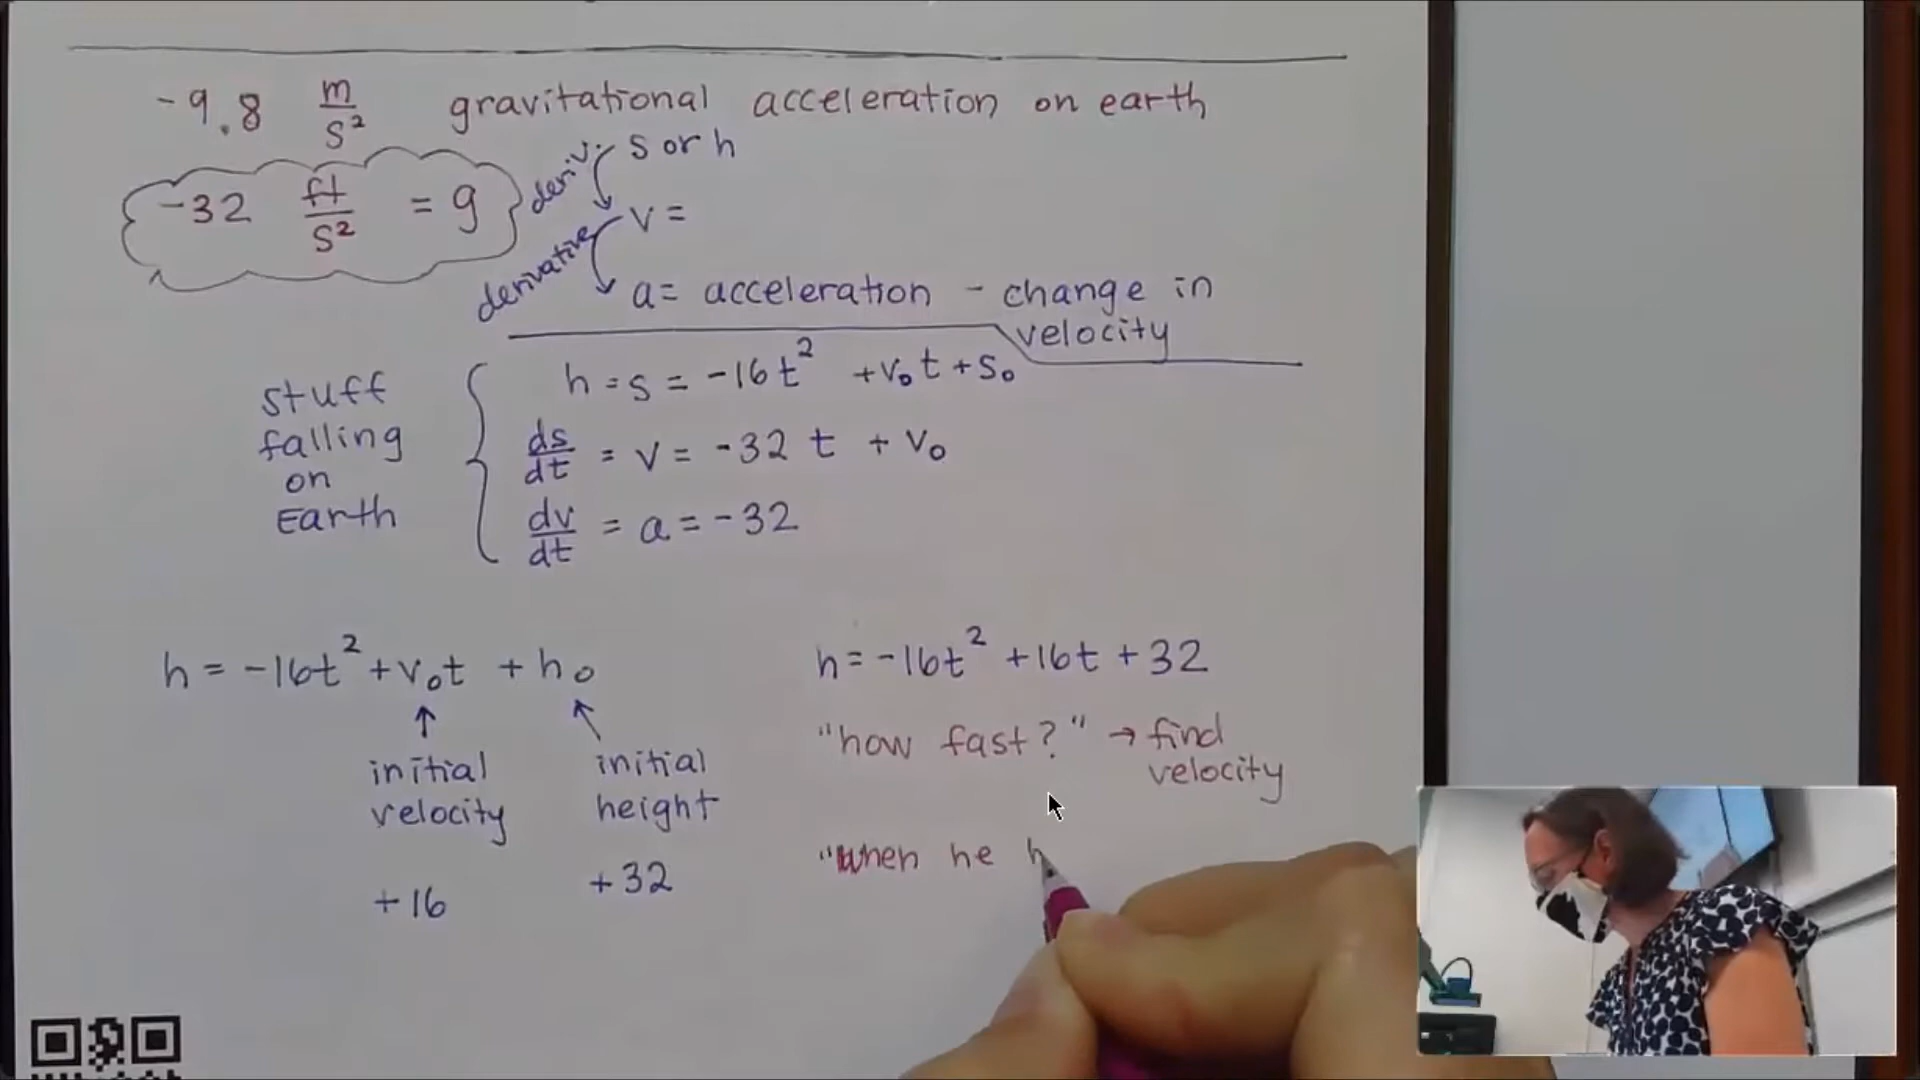 -9.8 m/s² gravitational acceleration on earth
-32 ft/s² = g
deriv. s or h
v =
derivative
a = acceleration - change in
velocity
stuff
falling
on
Earth
h = s = -16t² + v₀t + s₀
ds/dt = v = -32t + v₀
dv/dt = a = -32
h = -16t² + v₀t + h₀
↑ ↖
initial
velocity
initial
height
+16
+32
h = -16t² + 16t + 32
"how fast?" → find
velocity
"when he h